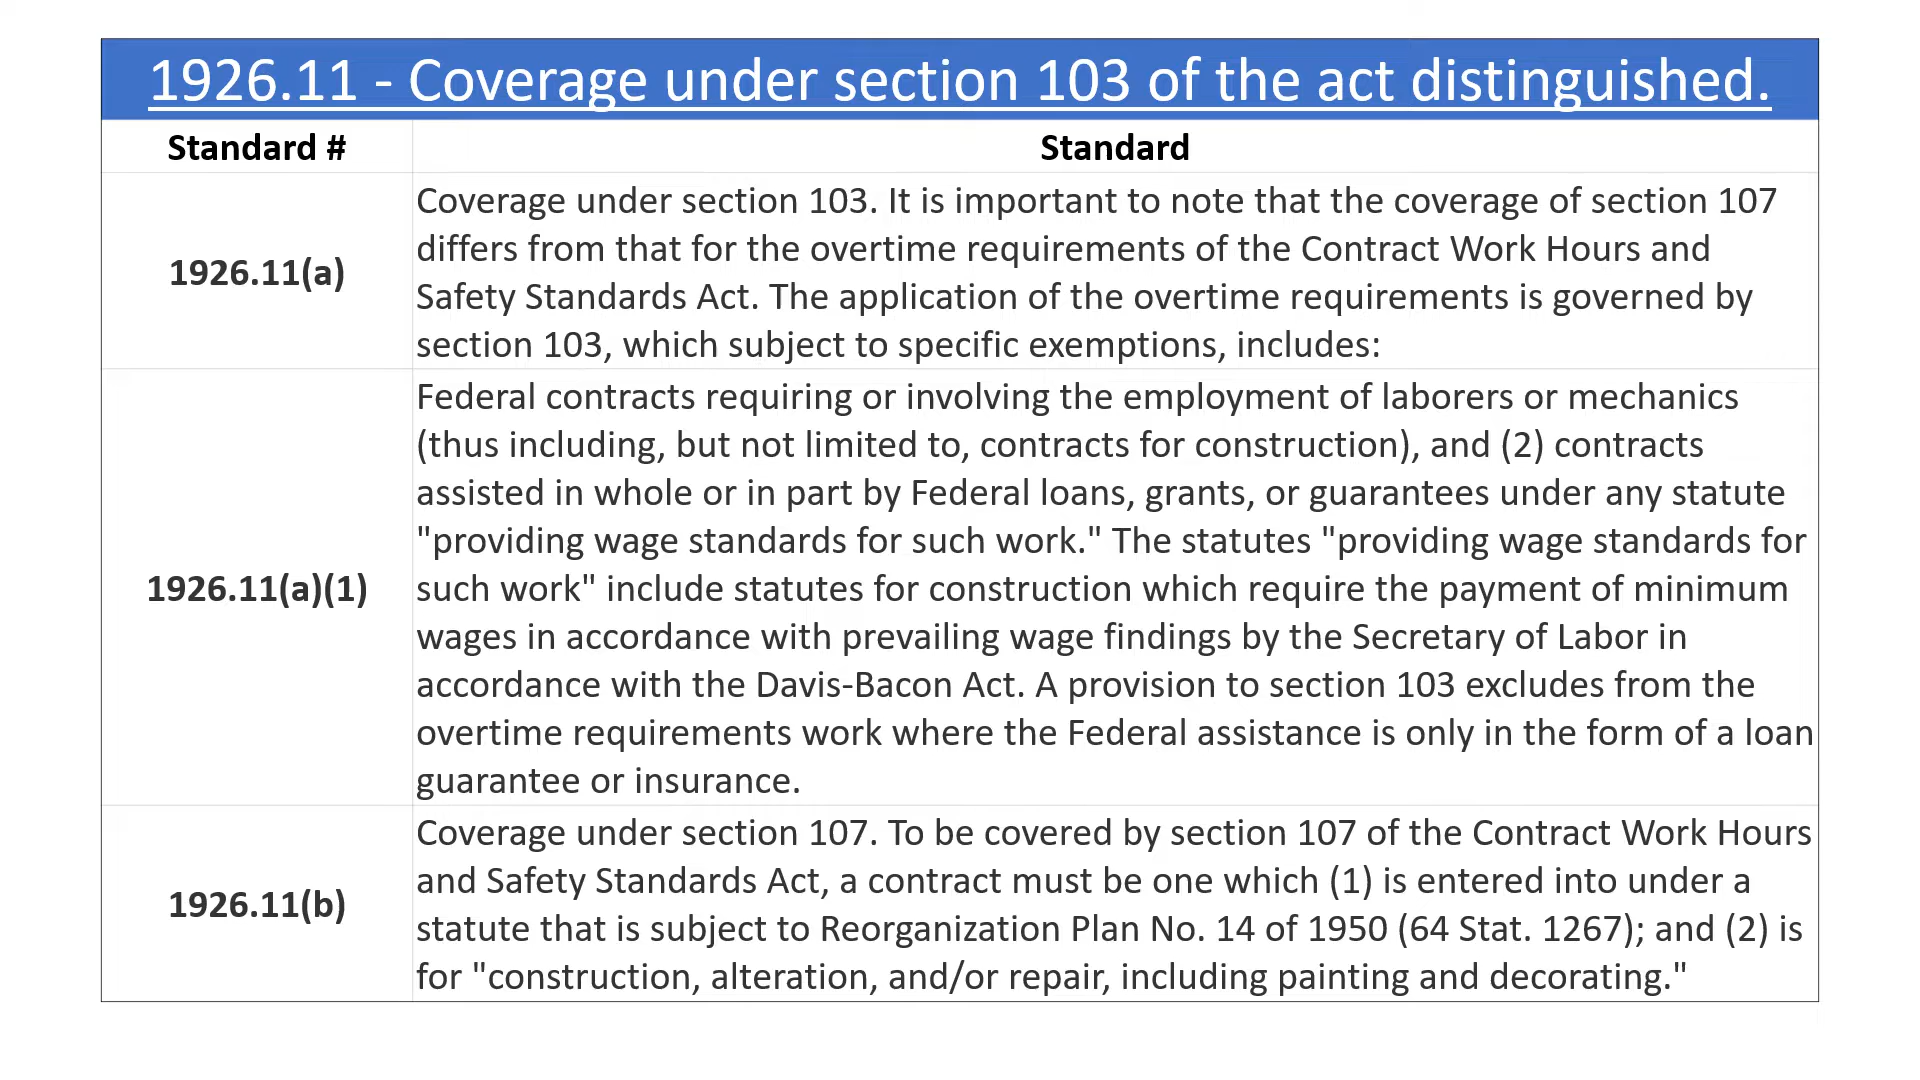 1926.11 - Coverage under section 103 of the act distinguished.
Standard #
Standard
1926.11(a)
Coverage under section 103. It is important to note that the coverage of section 107
differs from that for the overtime requirements of the Contract Work Hours and
Safety Standards Act. The application of the overtime requirements is governed by
section 103, which subject to specific exemptions, includes:
1926.11(a)(1)
Federal contracts requiring or involving the employment of laborers or mechanics
(thus including, but not limited to, contracts for construction), and (2) contracts
assisted in whole or in part by Federal loans, grants, or guarantees under any statute
"providing wage standards for such work." The statutes "providing wage standards for
such work" include statutes for construction which require the payment of minimum
wages in accordance with prevailing wage findings by the Secretary of Labor in
accordance with the Davis-Bacon Act. A provision to section 103 excludes from the
overtime requirements work where the Federal assistance is only in the form of a loan
guarantee or insurance.
1926.11(b)
Coverage under section 107. To be covered by section 107 of the Contract Work Hours
and Safety Standards Act, a contract must be one which (1) is entered into under a
statute that is subject to Reorganization Plan No. 14 of 1950 (64 Stat. 1267); and (2) is
for "construction, alteration, and/or repair, including painting and decorating."